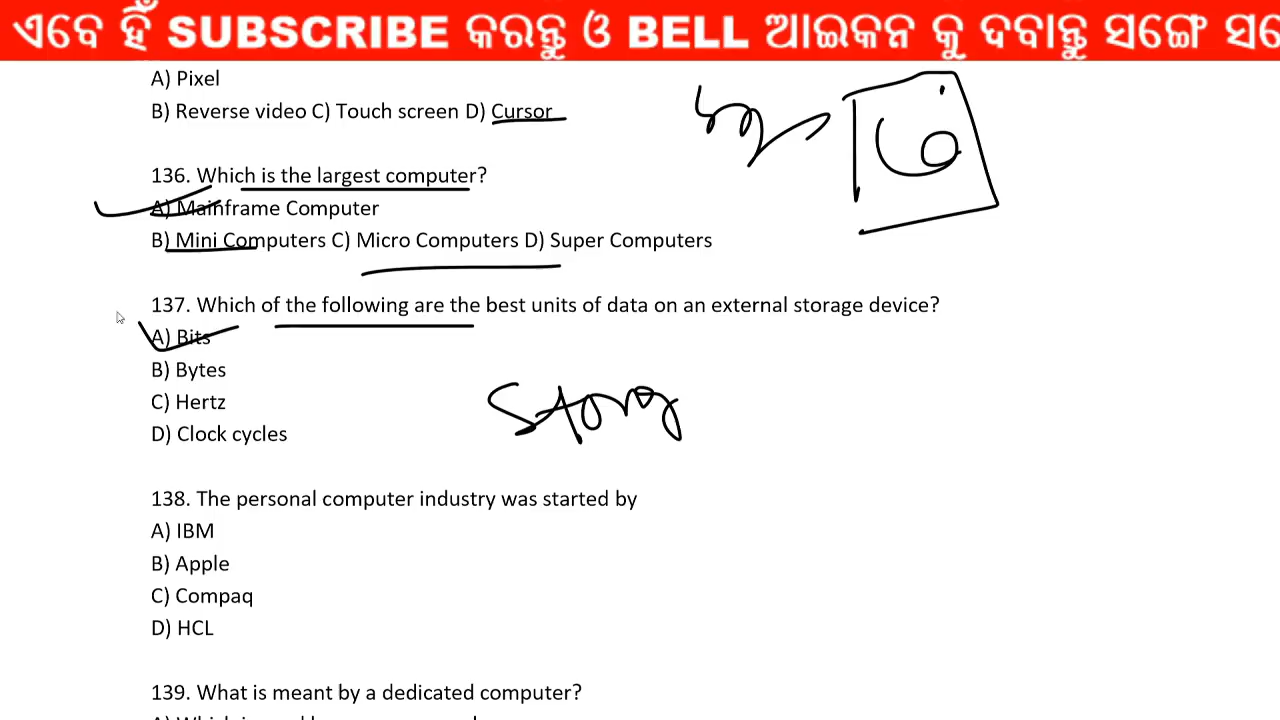 ଏବେ ହିଁ SUBSCRIBE କରନ୍ତୁ ଓ BELL ଆଇକନ କୁ ଦବାନ୍ତୁ ସଙ୍ଗେ
A) Pixel
B) Reverse video C) Touch screen D) Cursor
136. Which is the largest computer?
A) Mainframe Computer
B) Mini Computers C) Micro Computers D) Super Computers
137. Which of the following are the best units of data on an external storage device?
A) Bits
B) Bytes
C) Hertz
D) Clock cycles
138. The personal computer industry was started by
A) IBM
B) Apple
C) Compaq
D) HCL
139. What is meant by a dedicated computer?